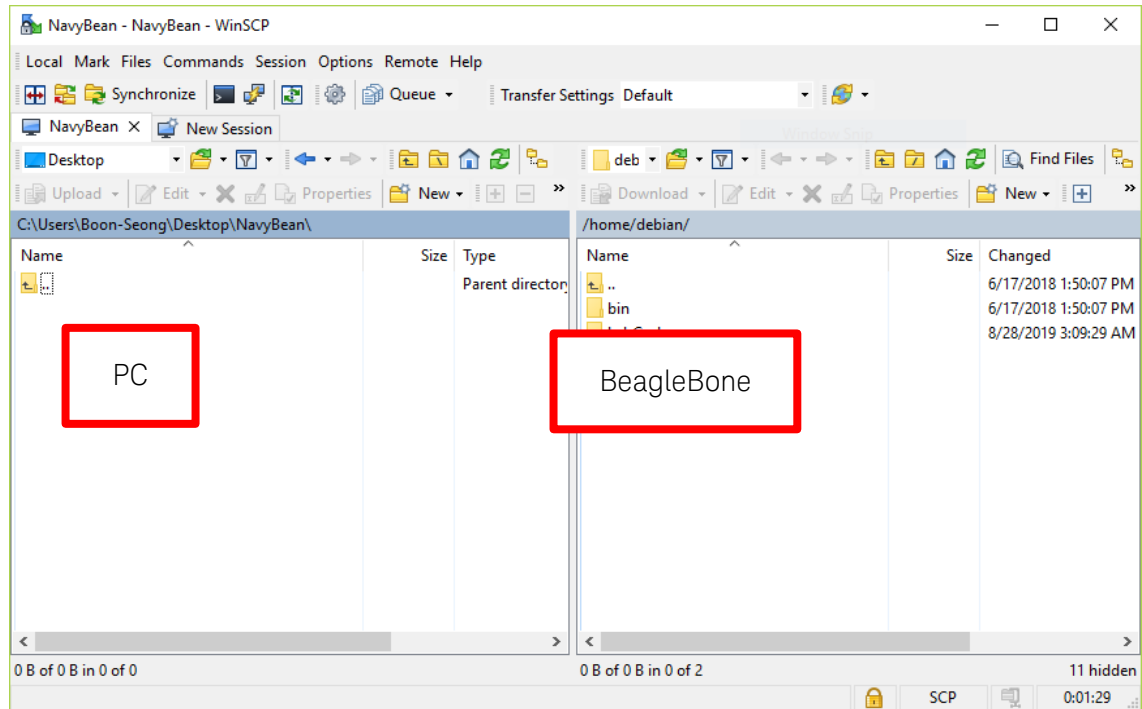 NavyBean - NavyBean - WinSCP
Local Mark Files Commands Session Options Remote Help
Synchronize Queue Transfer Settings Default
NavyBean New Session
Desktop deb Find Files
Upload Edit Properties New » Download Edit Properties New »
C:\Users\Boon-Seong\Desktop\NavyBean\ /home/debian/
Name Size Type Name Size Changed
.. Parent director .. 6/17/2018 1:50:07 PM
bin 6/17/2018 1:50:07 PM
8/28/2019 3:09:29 AM
PC BeagleBone
0 B of 0 B in 0 of 0 0 B of 0 B in 0 of 2 11 hidden
SCP 0:01:29